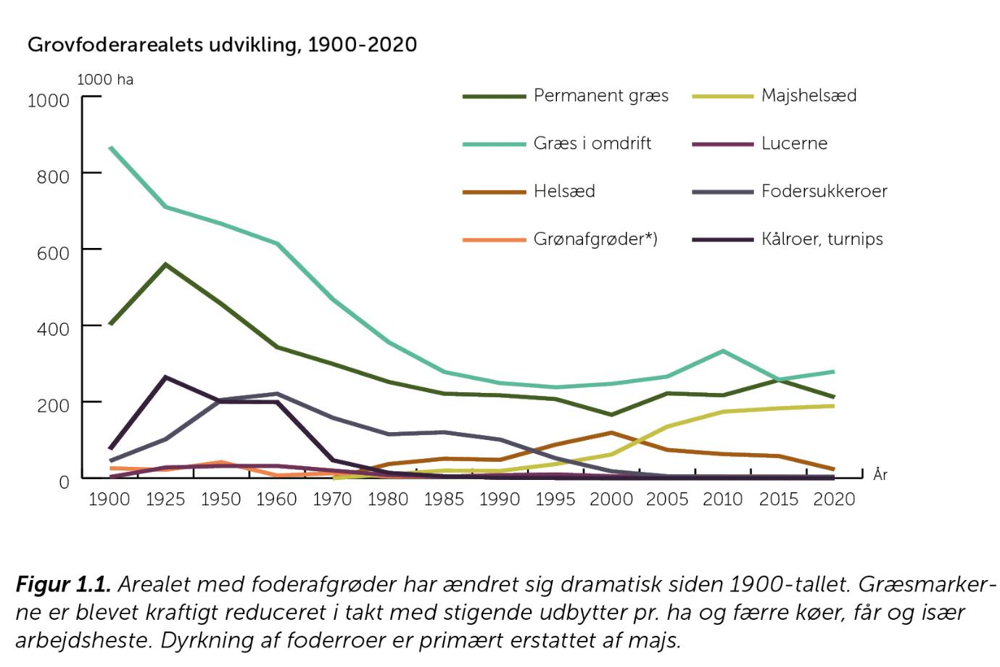 Grovfoderarealets udvikling, 1900-2020
1000 ha
1000
800
600
400
200
0
Permanent græs
Majshelsæd
Græs i omdrift
Lucerne
Helsæd
Fodersukkeroer
Grønafgrøder*)
Kålroer, turnips
År
1900 1925 1950 1960 1970 1980 1985 1990 1995 2000 2005 2010 2015 2020
Figur 1.1. Arealet med foderafgrøder har ændret sig dramatisk siden 1900-tallet. Græsmarker-
ne er blevet kraftigt reduceret i takt med stigende udbytter pr. ha og færre køer, får og især
arbejdsheste. Dyrkning af foderroer er primært erstattet af majs.